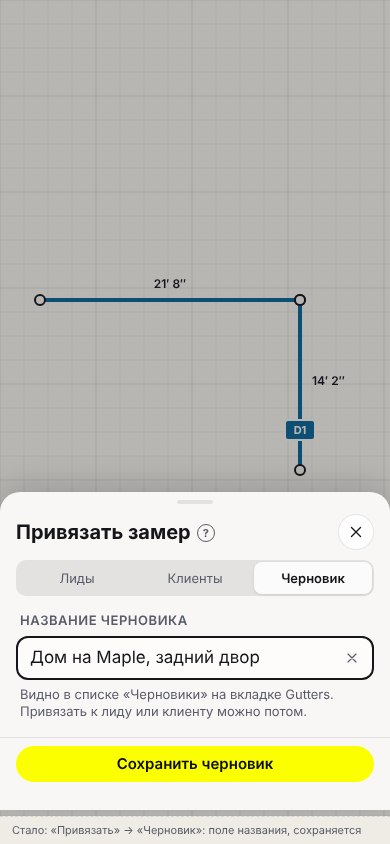 21′ 8″
14′ 2″
D1
Привязать замер ?
Лиды Клиенты Черновик
НАЗВАНИЕ ЧЕРНОВИКА
Дом на Maple, задний двор
Видно в списке «Черновики» на вкладке Gutters.
Привязать к лиду или клиенту можно потом.
Сохранить черновик
Стало: «Привязать» → «Черновик»: поле названия, сохраняется